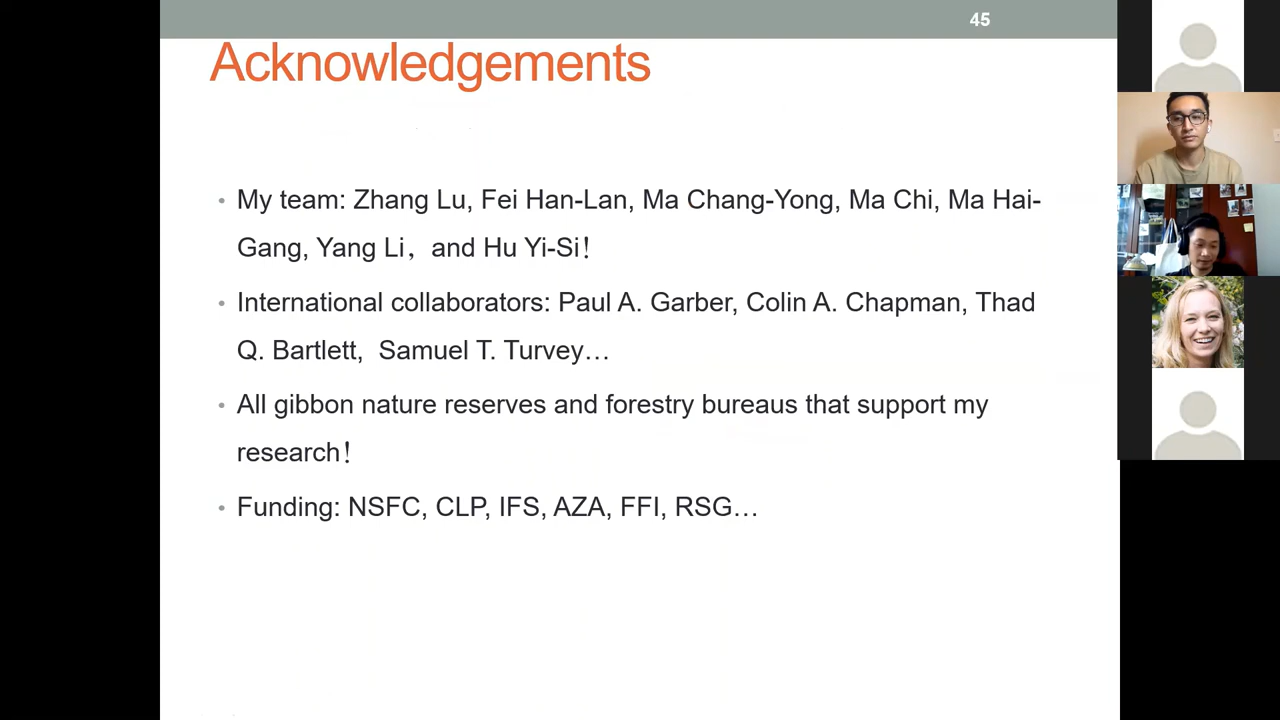 45
Acknowledgements
• My team: Zhang Lu, Fei Han-Lan, Ma Chang-Yong, Ma Chi, Ma Hai-
Gang, Yang Li， and Hu Yi-Si！
• International collaborators: Paul A. Garber, Colin A. Chapman, Thad
Q. Bartlett, Samuel T. Turvey…
• All gibbon nature reserves and forestry bureaus that support my
research！
• Funding: NSFC, CLP, IFS, AZA, FFI, RSG…